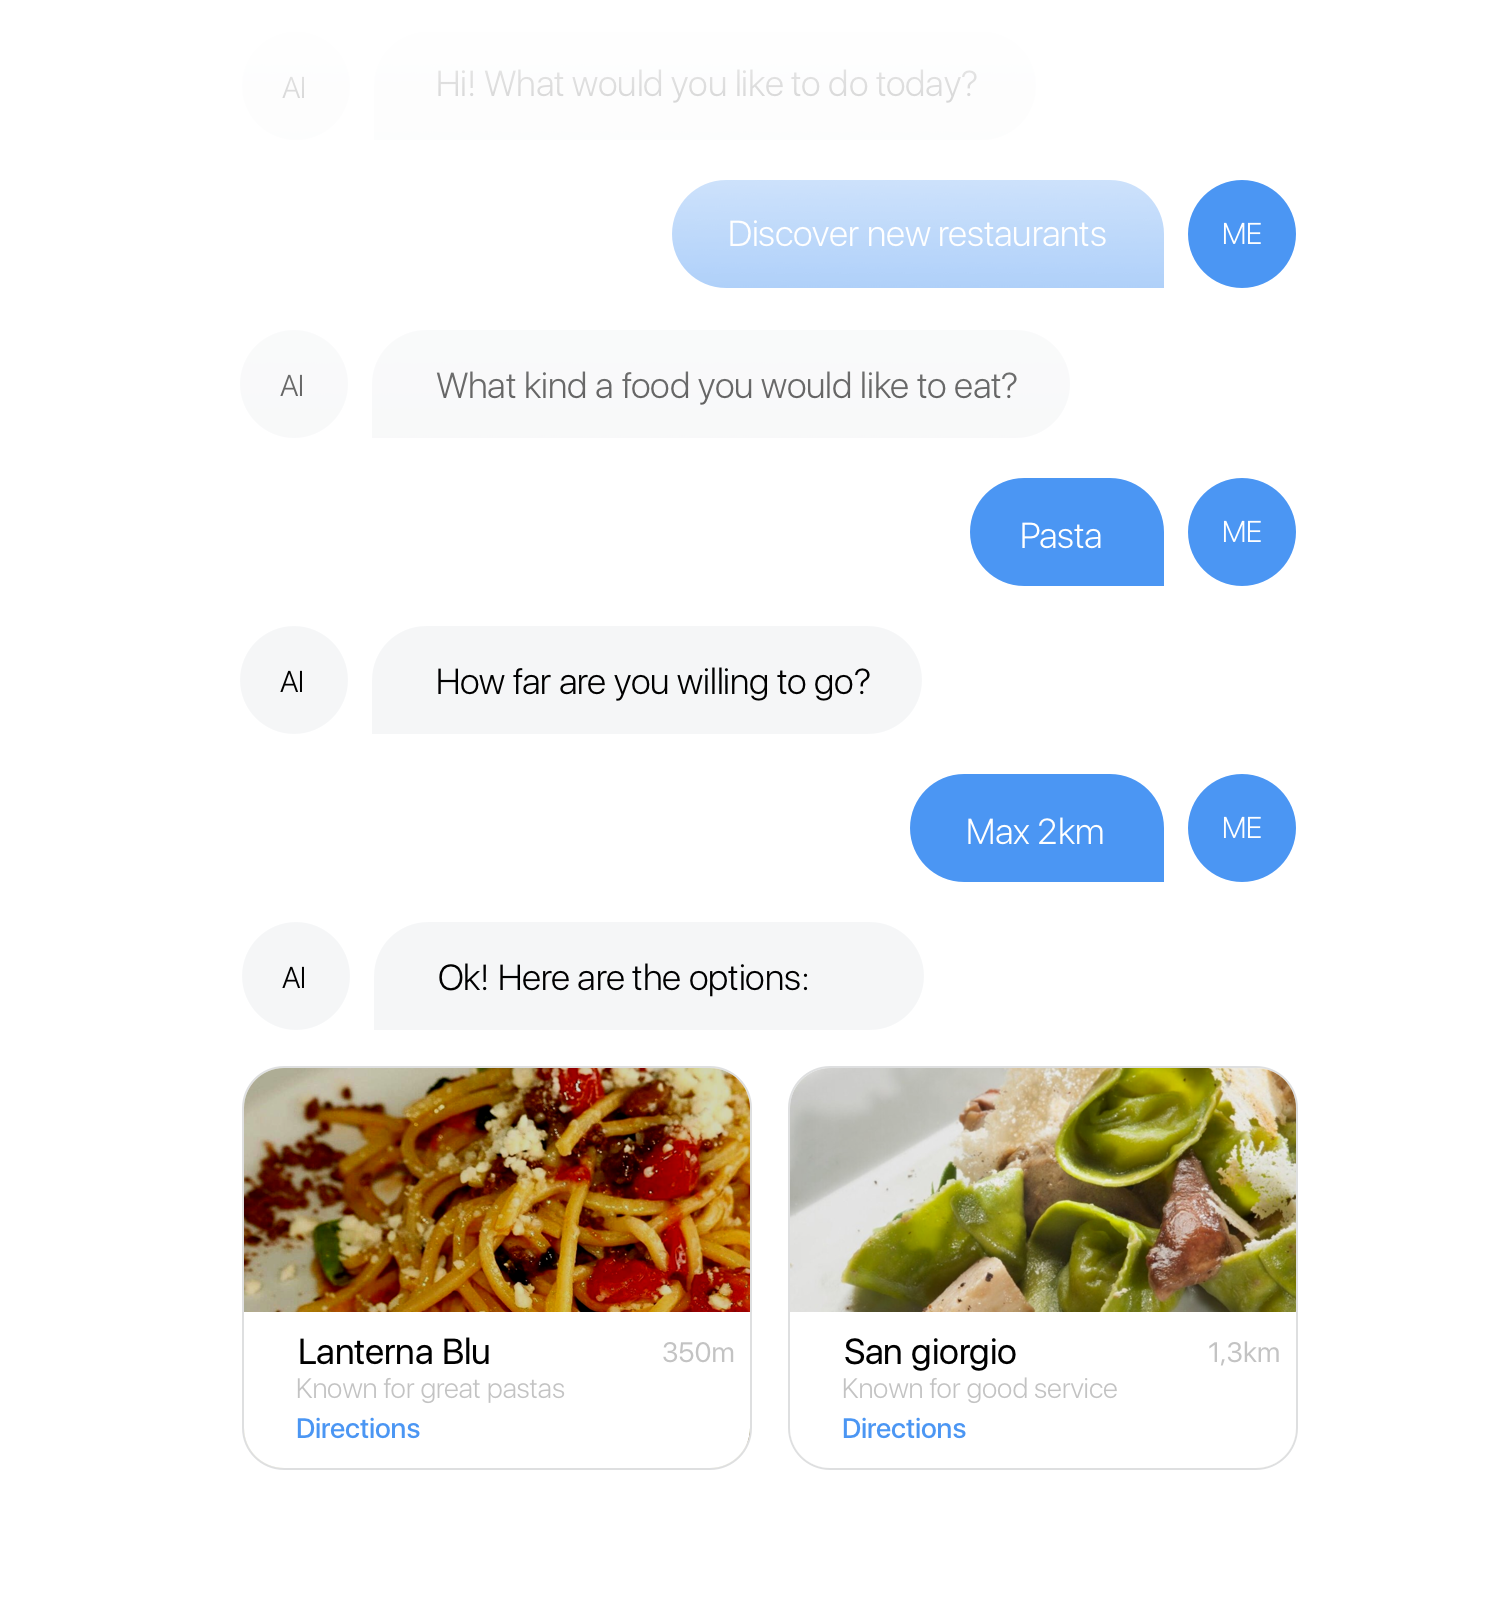 AI
Hi! What would you like to do today?
Discover new restaurants
ME
AI
What kind a food you would like to eat?
Pasta
ME
AI
How far are you willing to go?
Max 2km
ME
AI
Ok! Here are the options:
Lanterna Blu
350m
Known for great pastas
Directions
San giorgio
1,3km
Known for good service
Directions